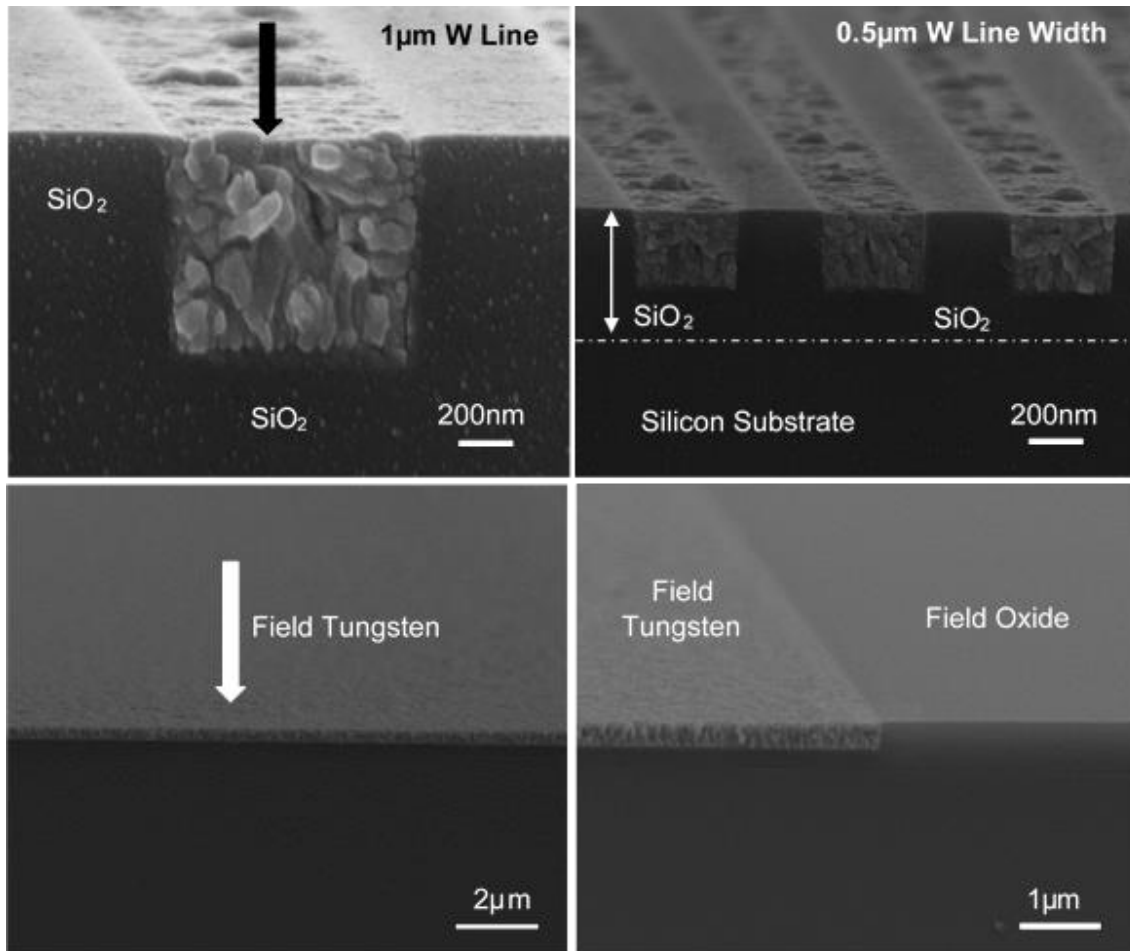 1µm W Line
SiO₂
SiO₂
200nm
0.5µm W Line Width
SiO₂
SiO₂
Silicon Substrate
200nm
Field Tungsten
2µm
Field
Tungsten
Field Oxide
1µm